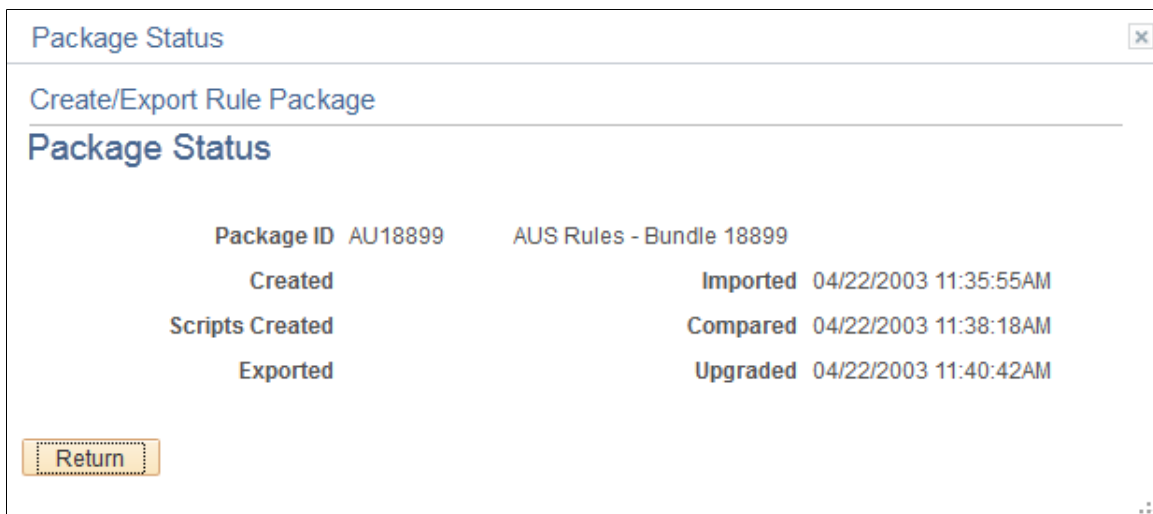 Package Status
Create/Export Rule Package
Package Status
Package ID AU18899 AUS Rules - Bundle 18899
Created Imported 04/22/2003 11:35:55AM
Scripts Created Compared 04/22/2003 11:38:18AM
Exported Upgraded 04/22/2003 11:40:42AM
Return